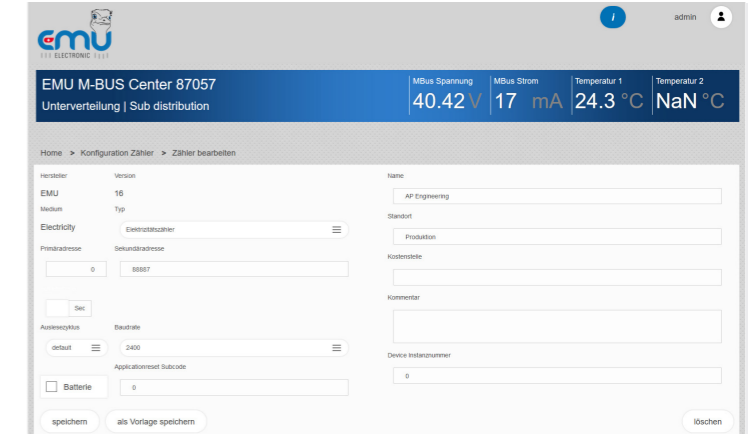 emu
ELECTRONIC
i
admin
EMU M-BUS Center 87057
Unterverteilung | Sub distribution
MBus Spannung
40.42 V
MBus Strom
17 mA
Temperatur 1
24.3 °C
Temperatur 2
NaN °C
Home > Konfiguration Zähler > Zähler bearbeiten
Hersteller Version
EMU 16
Medium Typ
Electricity Elektrizitätszähler
Primäradresse Sekundäradresse
0 86887
Sec
Auslesezyklus Baudrate
default 2400
Applicationreset Subcode
Batterie 0
Name
AP Engineering
Standort
Produktion
Kostenstelle
Kommentar
Device Instanznummer
0
speichern als Vorlage speichern löschen